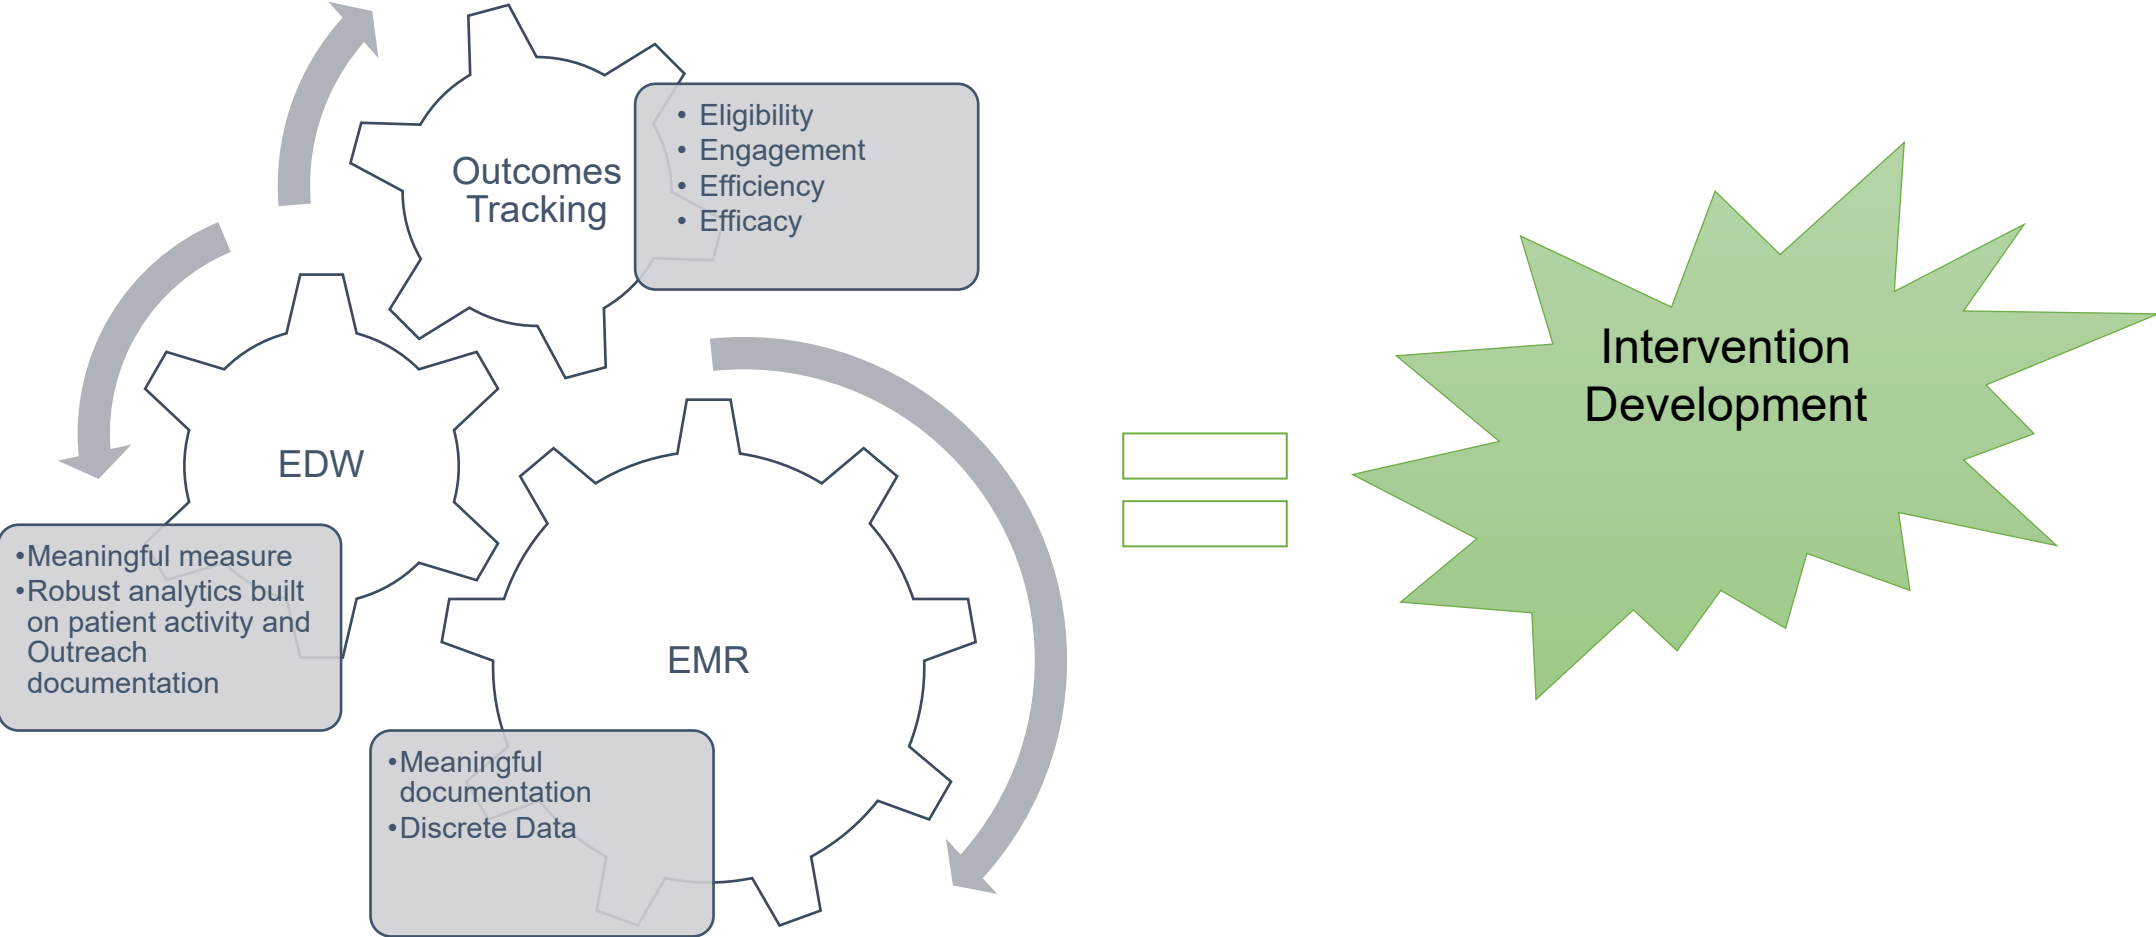 Outcomes
Tracking
• Eligibility
• Engagement
• Efficiency
• Efficacy
EDW
•Meaningful measure
•Robust analytics built
on patient activity and
Outreach
documentation
EMR
•Meaningful
documentation
•Discrete Data
Intervention
Development